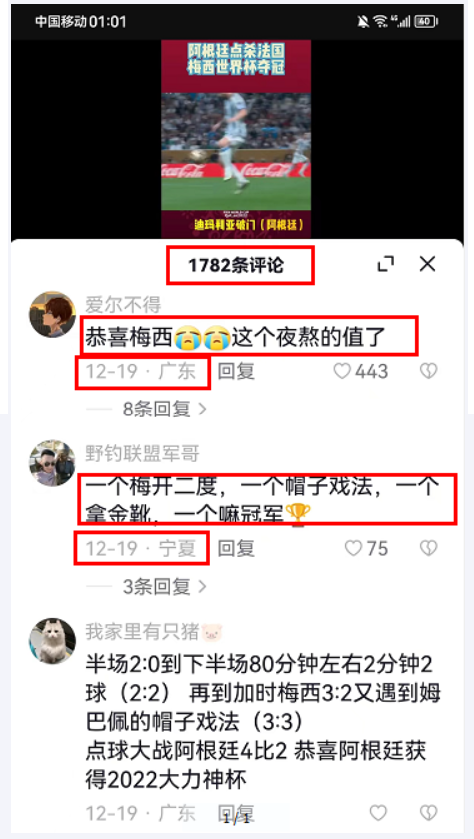 中国移动01:01
4G
60
阿根廷点杀法国
梅西世界杯夺冠
迪玛利亚破门（阿根廷）
1782条评论
爱尔不得
恭喜梅西😭😭这个夜熬的值了
12-19 · 广东 回复 443
8条回复
野钓联盟军哥
一个梅开二度，一个帽子戏法，一个
拿金靴，一个嘛冠军🏆
12-19 · 宁夏 回复 75
3条回复
我家里有只猪🐷
半场2:0到下半场80分钟左右2分钟2
球（2:2） 再到加时梅西3:2又遇到姆
巴佩的帽子戏法（3:3）
点球大战阿根廷4比2 恭喜阿根廷获
得2022大力神杯
12-19 · 广东 回复
1/1